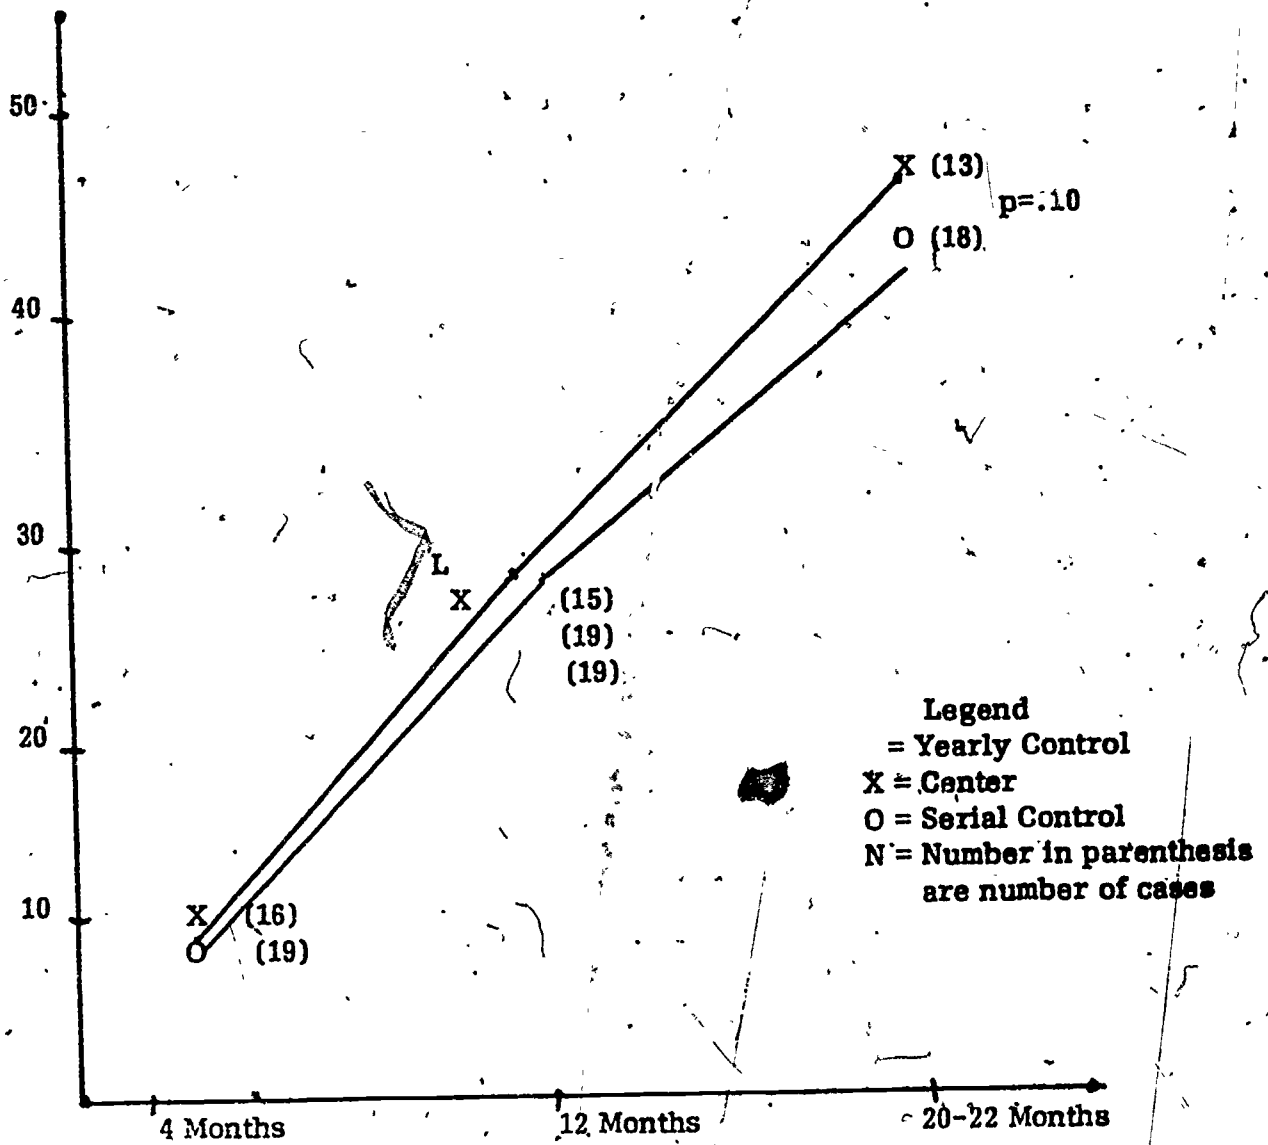 50
X (13)
p=.10
O (18)
40
30
L
X
(15)
(19)
(19)
20
Legend
= Yearly Control
X = Center
O = Serial Control
N = Number in parenthesis
are number of cases
10
X (16)
O (19)
4 Months
12 Months
20-22 Months